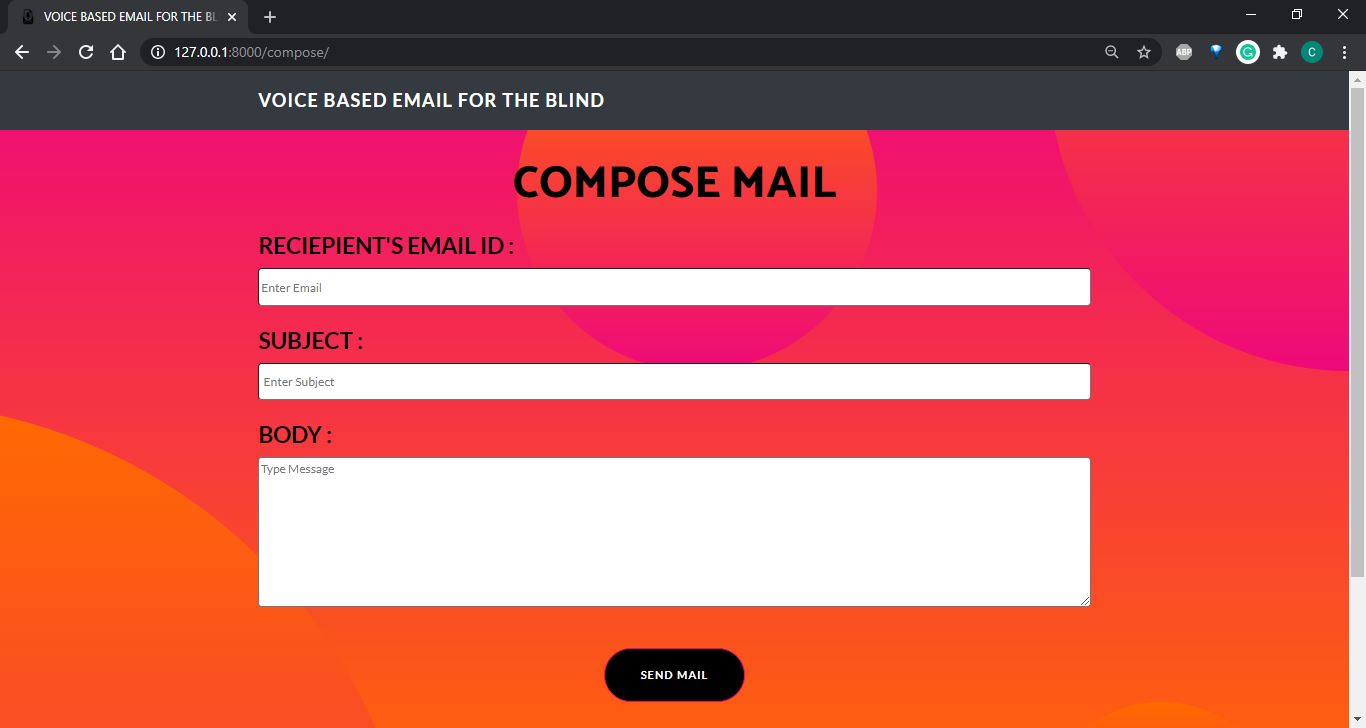 VOICE BASED EMAIL FOR THE BL
127.0.0.1:8000/compose/
ABP
G
C
VOICE BASED EMAIL FOR THE BLIND
COMPOSE MAIL
RECIEPIENT'S EMAIL ID :
Enter Email
SUBJECT :
Enter Subject
BODY :
Type Message
SEND MAIL